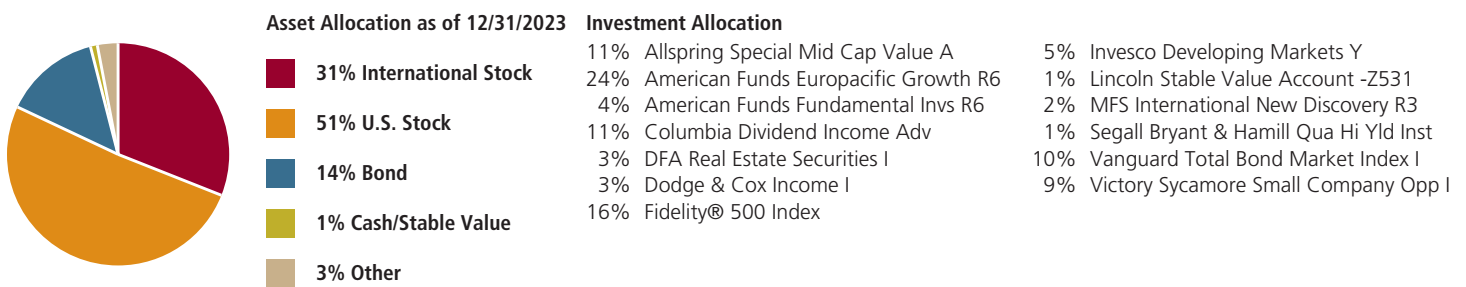 Asset Allocation as of 12/31/2023
31% International Stock
51% U.S. Stock
14% Bond
1% Cash/Stable Value
3% Other
Investment Allocation
11% Allspring Special Mid Cap Value A
24% American Funds Europacific Growth R6
4% American Funds Fundamental Invs R6
11% Columbia Dividend Income Adv
3% DFA Real Estate Securities I
3% Dodge & Cox Income I
16% Fidelity® 500 Index
5% Invesco Developing Markets Y
1% Lincoln Stable Value Account -Z531
2% MFS International New Discovery R3
1% Segall Bryant & Hamill Qua Hi Yld Inst
10% Vanguard Total Bond Market Index I
9% Victory Sycamore Small Company Opp I